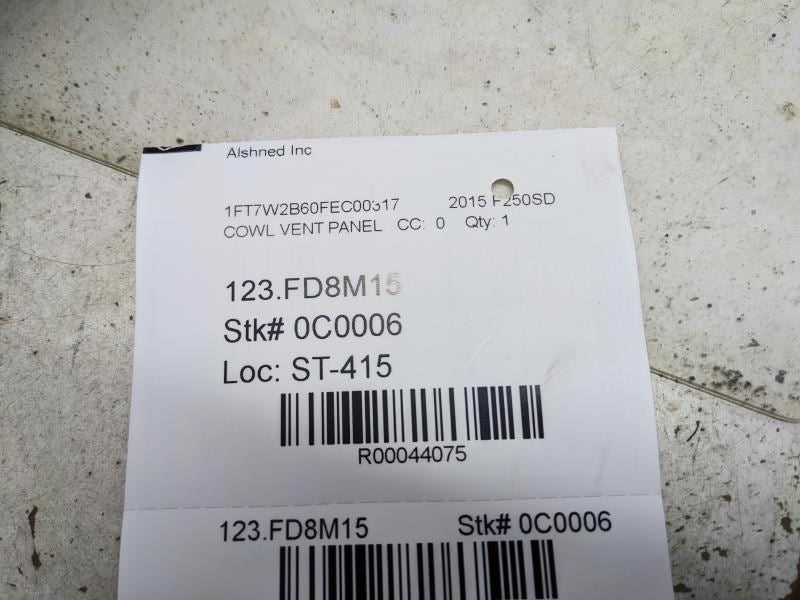 Alshned Inc
1FT7W2B60FEC00317 2015 F250SD
COWL VENT PANEL CC: 0 Qty: 1
123.FD8M15
Stk# 0C0006
Loc: ST-415
R00044075
123.FD8M15 Stk# 0C0006